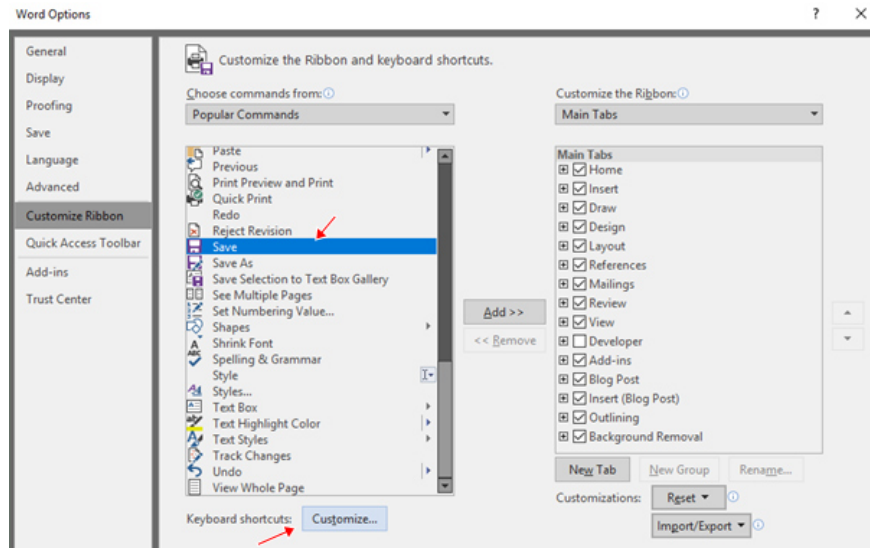 Word Options
?
General
Display
Proofing
Save
Language
Advanced
Customize Ribbon
Quick Access Toolbar
Add-ins
Trust Center
Customize the Ribbon and keyboard shortcuts.
Choose commands from:
Popular Commands
Paste
Previous
Print Preview and Print
Quick Print
Redo
Reject Revision
Save
Save As
Save Selection to Text Box Gallery
See Multiple Pages
Set Numbering Value...
Shapes
Shrink Font
Spelling & Grammar
Style
Styles...
Text Box
Text Highlight Color
Text Styles
Track Changes
Undo
View Whole Page
Keyboard shortcuts: Customize...
Add >>
<< Remove
Customize the Ribbon:
Main Tabs
Main Tabs
Home
Insert
Draw
Design
Layout
References
Mailings
Review
View
Developer
Add-ins
Blog Post
Insert (Blog Post)
Outlining
Background Removal
New Tab New Group Rename...
Customizations: Reset
Import/Export